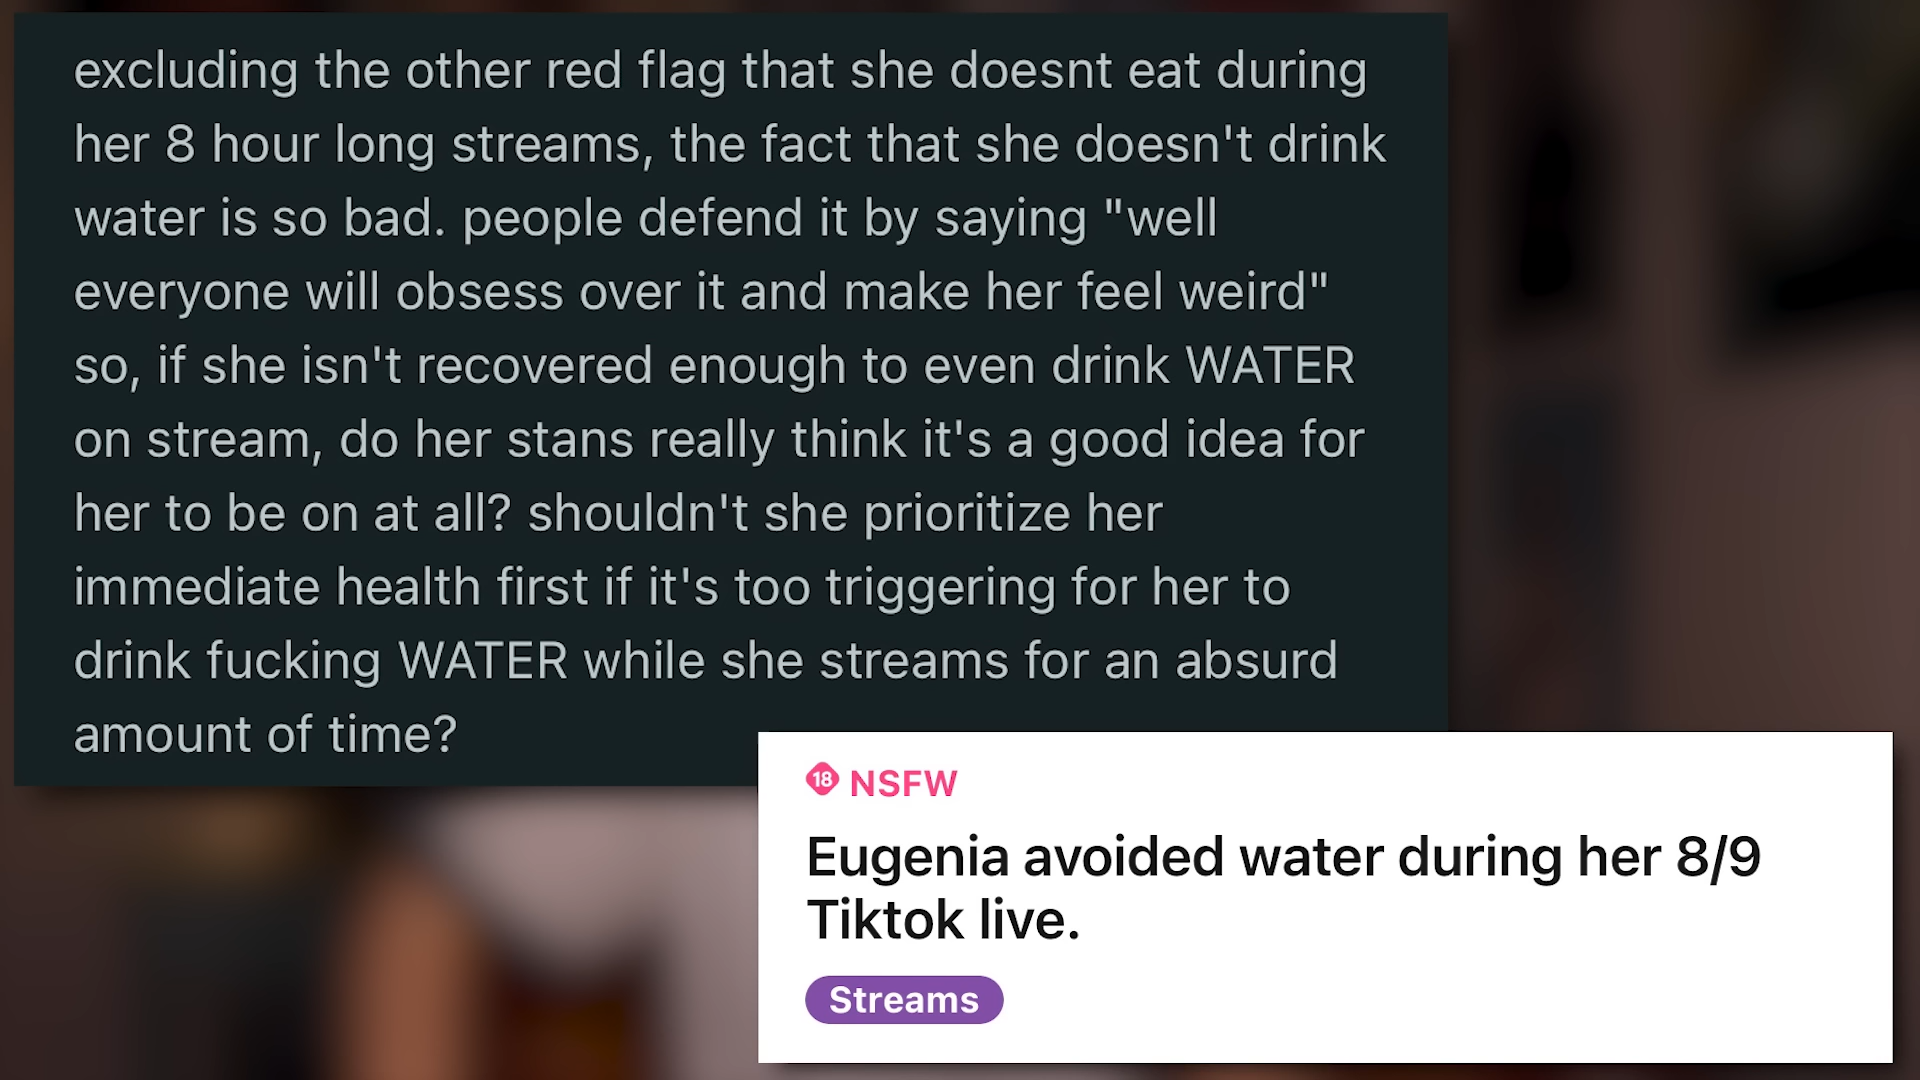 excluding the other red flag that she doesnt eat during
her 8 hour long streams, the fact that she doesn't drink
water is so bad. people defend it by saying "well
everyone will obsess over it and make her feel weird"
so, if she isn't recovered enough to even drink WATER
on stream, do her stans really think it's a good idea for
her to be on at all? shouldn't she prioritize her
immediate health first if it's too triggering for her to
drink fucking WATER while she streams for an absurd
amount of time?
18 NSFW
Eugenia avoided water during her 8/9
Tiktok live.
Streams